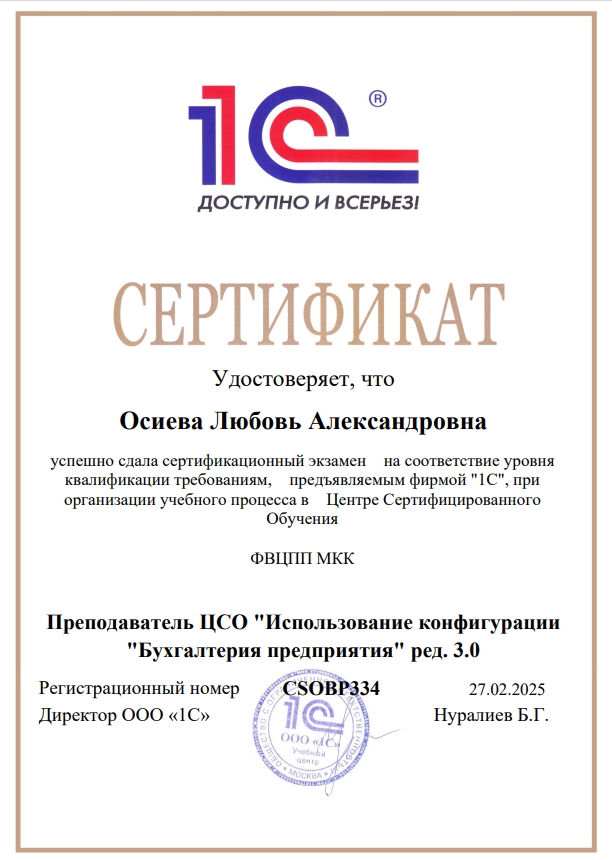 1С ®
ДОСТУПНО И ВСЕРЬЕЗ!
СЕРТИФИКАТ
Удостоверяет, что
Осиева Любовь Александровна
успешно сдала сертификационный экзамен на соответствие уровня
квалификации требованиям, предъявляемым фирмой "1С", при
организации учебного процесса в Центре Сертифицированного
Обучения
ФВЦПП МКК
Преподаватель ЦСО "Использование конфигурации
"Бухгалтерия предприятия" ред. 3.0
Регистрационный номер CSOBP334 27.02.2025
Директор ООО «1С» Нуралиев Б.Г.
1С
ООО «1С»
Учебный
центр
МОСКВА